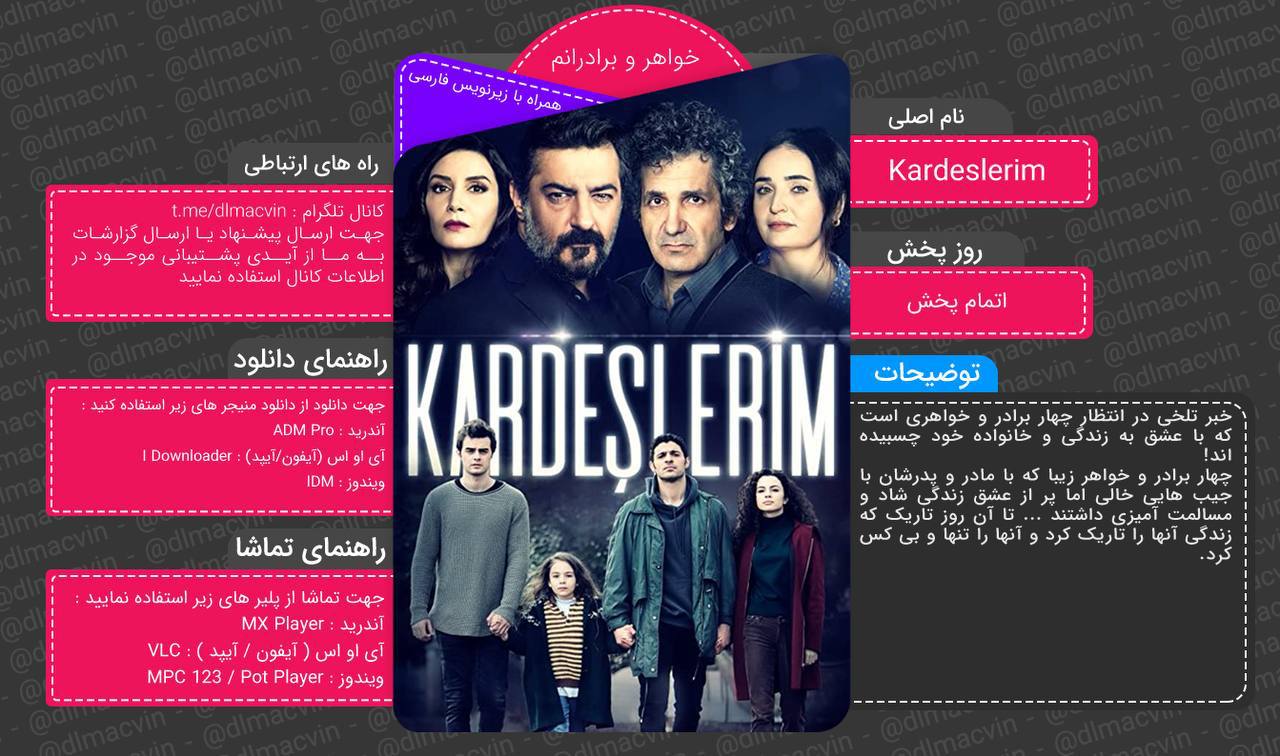 خواهر و برادرانم
همراه با زیرنویس فارسی
نام اصلی
Kardeslerim
روز پخش
اتمام پخش
توضیحات
خبر تلخی در انتظار چهار برادر و خواهری است
که با عشق به زندگی و خانواده خود چسبیده
اند!
چهار برادر و خواهر زیبا که با مادر و پدرشان با
جیب هایی خالی اما پر از عشق زندگی شاد و
مسالمت آمیزی داشتند ... تا آن روز تاریک که
زندگی آنها را تاریک کرد و آنها را تنها و بی کس
کرد.
KARDEŞLERİM
راه های ارتباطی
کانال تلگرام : t.me/dlmacvin
جهت ارسال پیشنهاد یا ارسال گزارشات
به ما از آیدی پشتیبانی موجود در
اطلاعات کانال استفاده نمایید
راهنمای دانلود
جهت دانلود از دانلود منیجر های زیر استفاده کنید :
آندرید : ADM Pro
آی او اس (آیفون/آیپد) : I Downloader
ویندوز : IDM
راهنمای تماشا
جهت تماشا از پلیر های زیر استفاده نمایید :
آندرید : MX Player
آی او اس ( آیفون / آیپد ) : VLC
ویندوز : MPC 123 / Pot Player
@dlmacvin - @dlmacvin - @dlmacvin